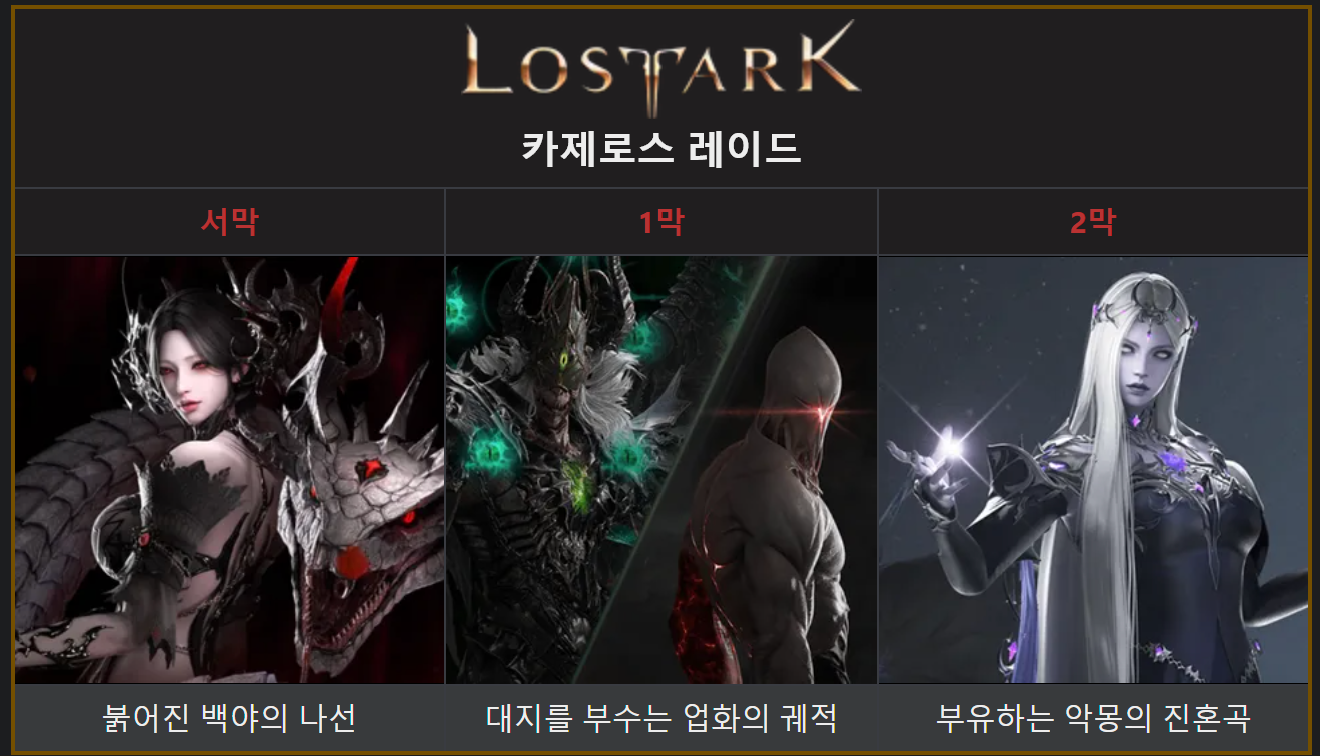 LOST ARK
카제로스 레이드
서막
1막
2막
붉어진 백야의 나선
대지를 부수는 업화의 궤적
부유하는 악몽의 진혼곡